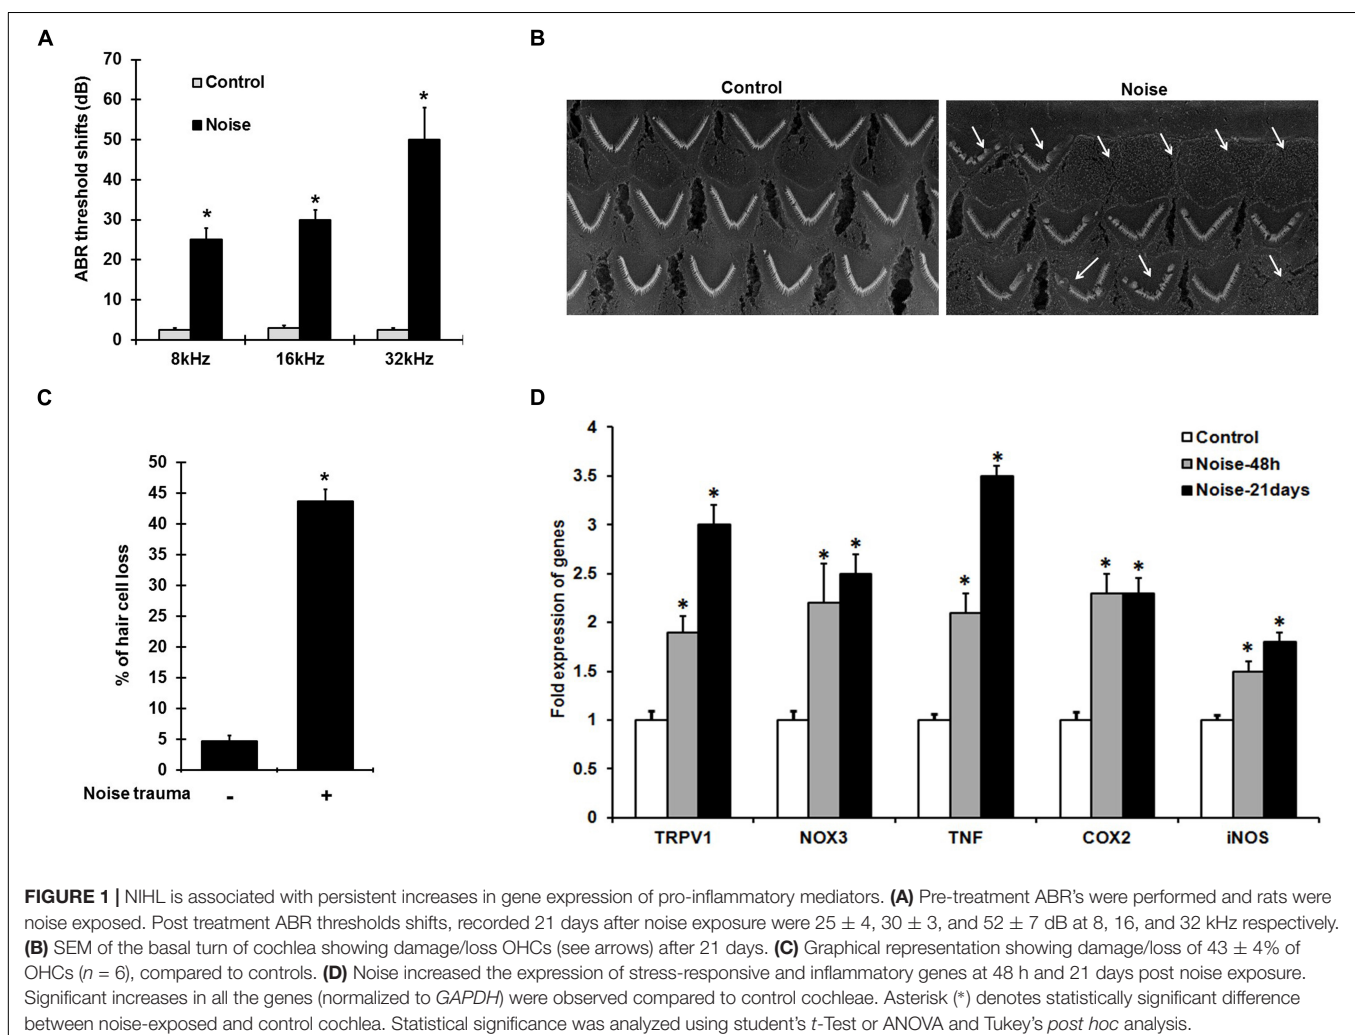 A
ABR threshold shifts (dB)
70
60
50
40
30
20
10
0
Control
Noise
*
*
*
8kHz 16kHz 32kHz
B
Control Noise
C
% of hair cell loss
50
45
40
35
30
25
20
15
10
5
0
*
Noise trauma - +
D
Fold expression of genes
4
3.5
3
2.5
2
1.5
1
0.5
0
Control
Noise-48h
Noise-21days
* * * * * * * * * *
TRPV1 NOX3 TNF COX2 iNOS
FIGURE 1 | NIHL is associated with persistent increases in gene expression of pro-inflammatory mediators. (A) Pre-treatment ABR's were performed and rats were
noise exposed. Post treatment ABR thresholds shifts, recorded 21 days after noise exposure were 25 ± 4, 30 ± 3, and 52 ± 7 dB at 8, 16, and 32 kHz respectively.
(B) SEM of the basal turn of cochlea showing damage/loss OHCs (see arrows) after 21 days. (C) Graphical representation showing damage/loss of 43 ± 4% of
OHCs (n = 6), compared to controls. (D) Noise increased the expression of stress-responsive and inflammatory genes at 48 h and 21 days post noise exposure.
Significant increases in all the genes (normalized to GAPDH) were observed compared to control cochleae. Asterisk (*) denotes statistically significant difference
between noise-exposed and control cochlea. Statistical significance was analyzed using student's t-Test or ANOVA and Tukey's post hoc analysis.